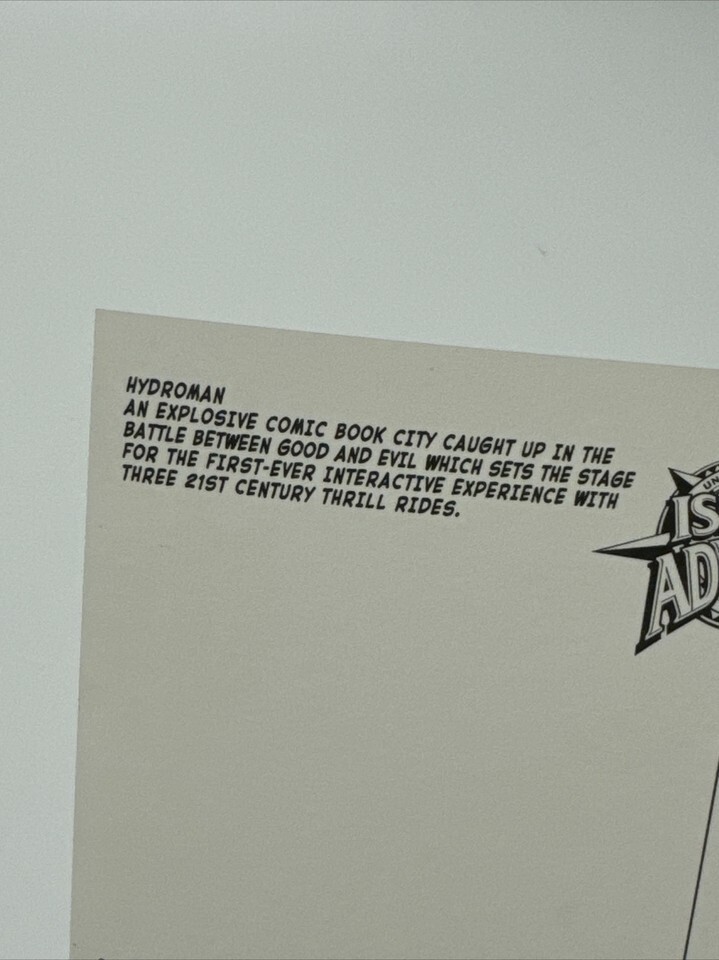 HYDROMAN
AN EXPLOSIVE COMIC BOOK CITY CAUGHT UP IN THE
BATTLE BETWEEN GOOD AND EVIL WHICH SETS THE STAGE
FOR THE FIRST-EVER INTERACTIVE EXPERIENCE WITH
THREE 21ST CENTURY THRILL RIDES.